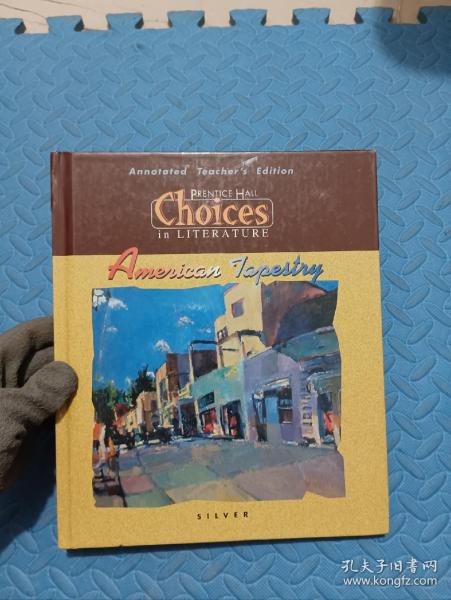 Annotated Teacher's Edition
PRENTICE HALL
Choices
in LITERATURE
American Tapestry
SILVER
孔夫子旧书网
www.kongfz.com